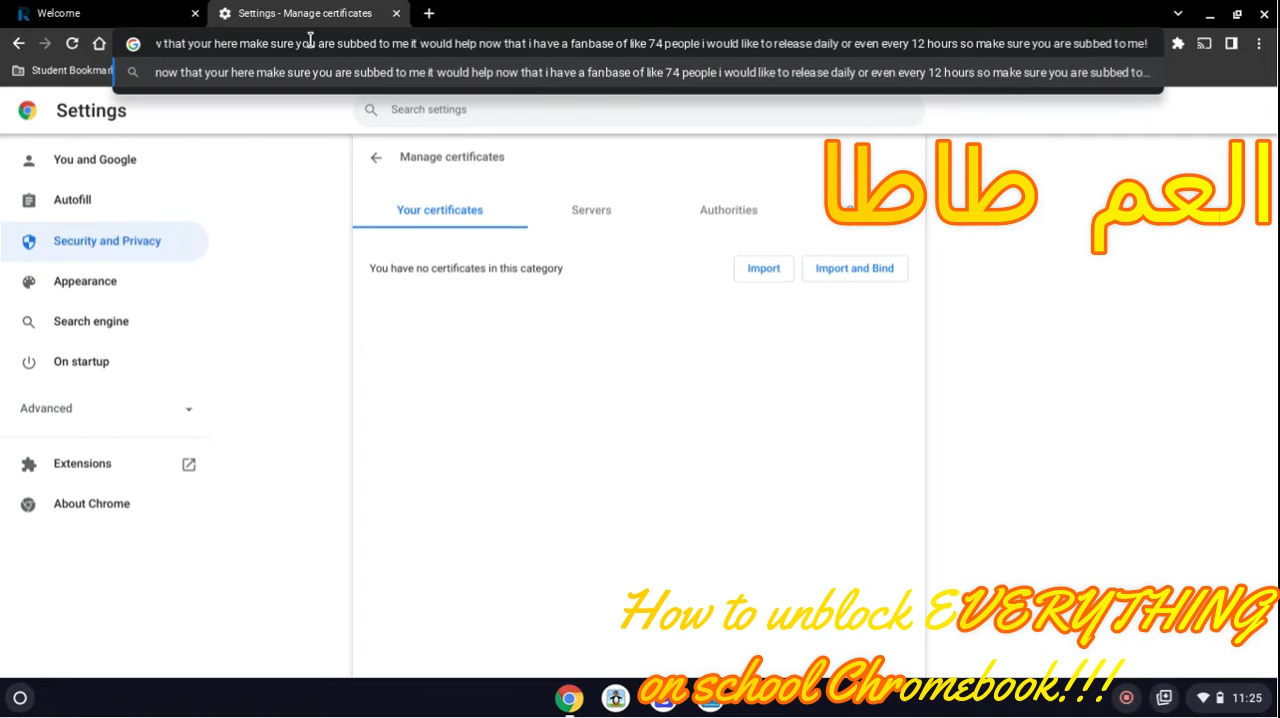 Welcome
Settings - Manage certificates
v that your here make sure you are subbed to me it would help now that i have a fanbase of like 74 people i would like to release daily or even every 12 hours so make sure you are subbed to me!
Student Bookmar
now that your here make sure you are subbed to me it would help now that i have a fanbase of like 74 people i would like to release daily or even every 12 hours so make sure you are subbed to...
Settings
Search settings
You and Google
Manage certificates
العم طاطا
Autofill
Your certificates
Servers
Authorities
Security and Privacy
You have no certificates in this category
Import
Import and Bind
Appearance
Search engine
On startup
Advanced
Extensions
About Chrome
How to unblock EVERYTHING
on school Chromebook!!!
11:25